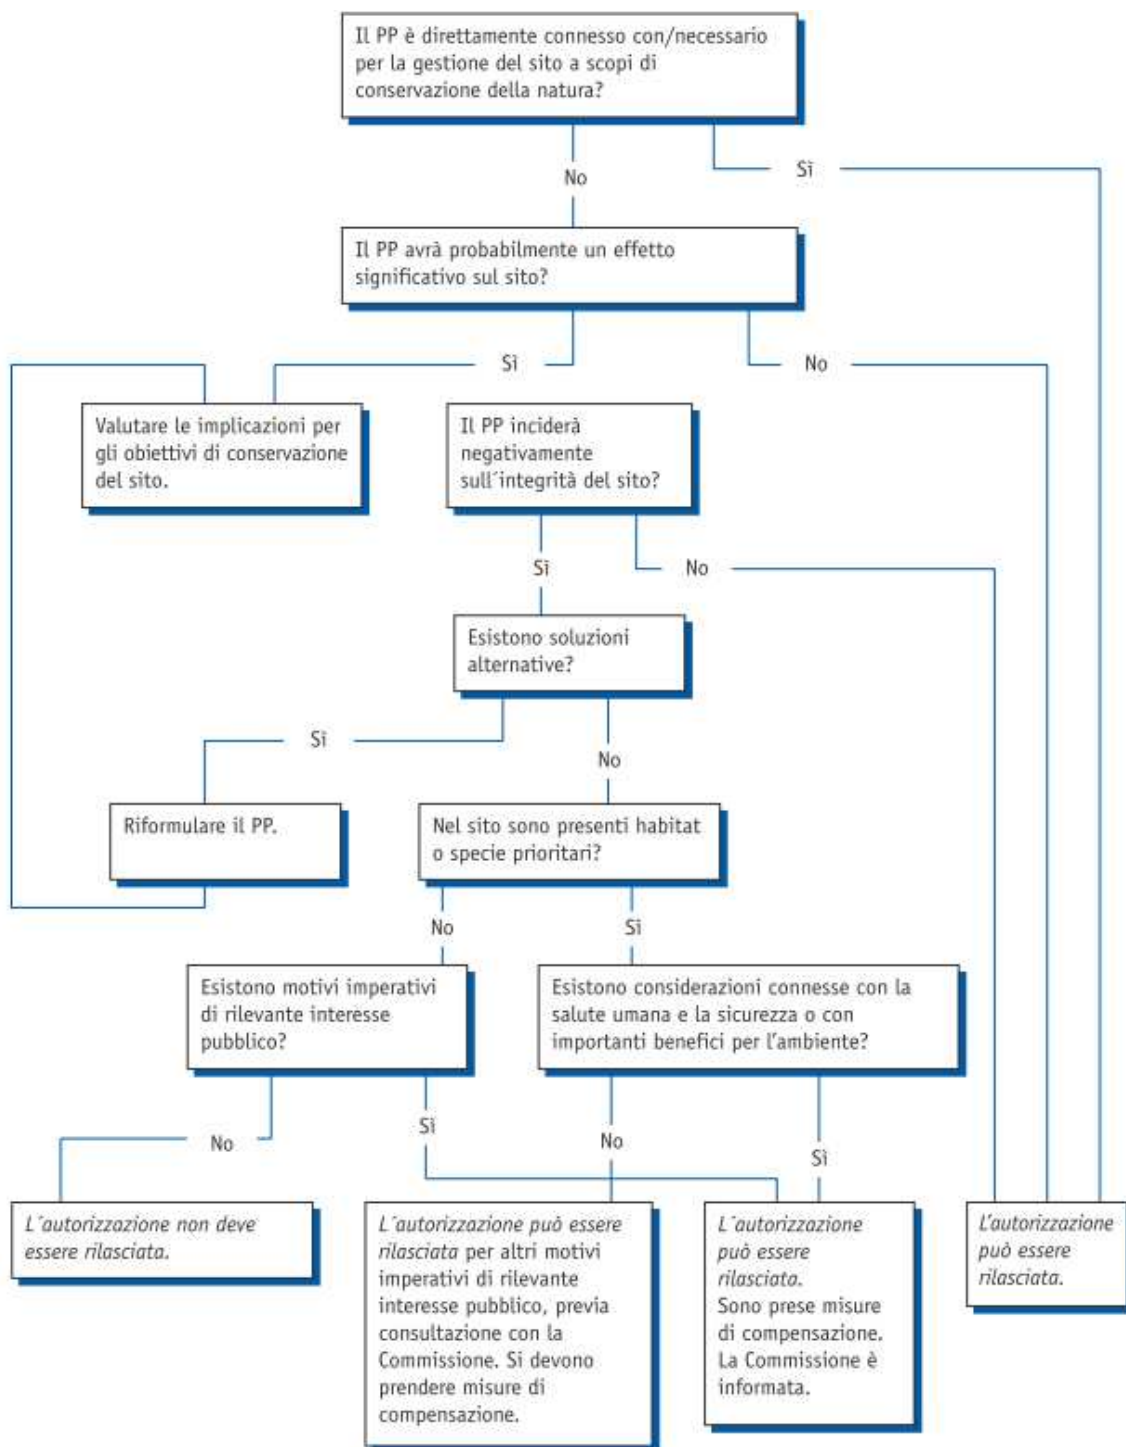 Il PP è direttamente connesso con/necessario
per la gestione del sito a scopi di
conservazione della natura?
Sì
No
Il PP avrà probabilmente un effetto
significativo sul sito?
Sì
No
Valutare le implicazioni per
gli obiettivi di conservazione
del sito.
Il PP inciderà
negativamente
sull´integrità del sito?
Sì
No
Esistono soluzioni
alternative?
Sì
No
Riformulare il PP.
Nel sito sono presenti habitat
o specie prioritari?
No
Sì
Esistono motivi imperativi
di rilevante interesse
pubblico?
Esistono considerazioni connesse con la
salute umana e la sicurezza o con
importanti benefici per l'ambiente?
No
Sì
No
Sì
L´autorizzazione non deve
essere rilasciata.
L´autorizzazione può essere
rilasciata per altri motivi
imperativi di rilevante
interesse pubblico, previa
consultazione con la
Commissione. Si devono
prendere misure di
compensazione.
L´autorizzazione
può essere
rilasciata.
Sono prese misure
di compensazione.
La Commissione è
informata.
L'autorizzazione
può essere
rilasciata.